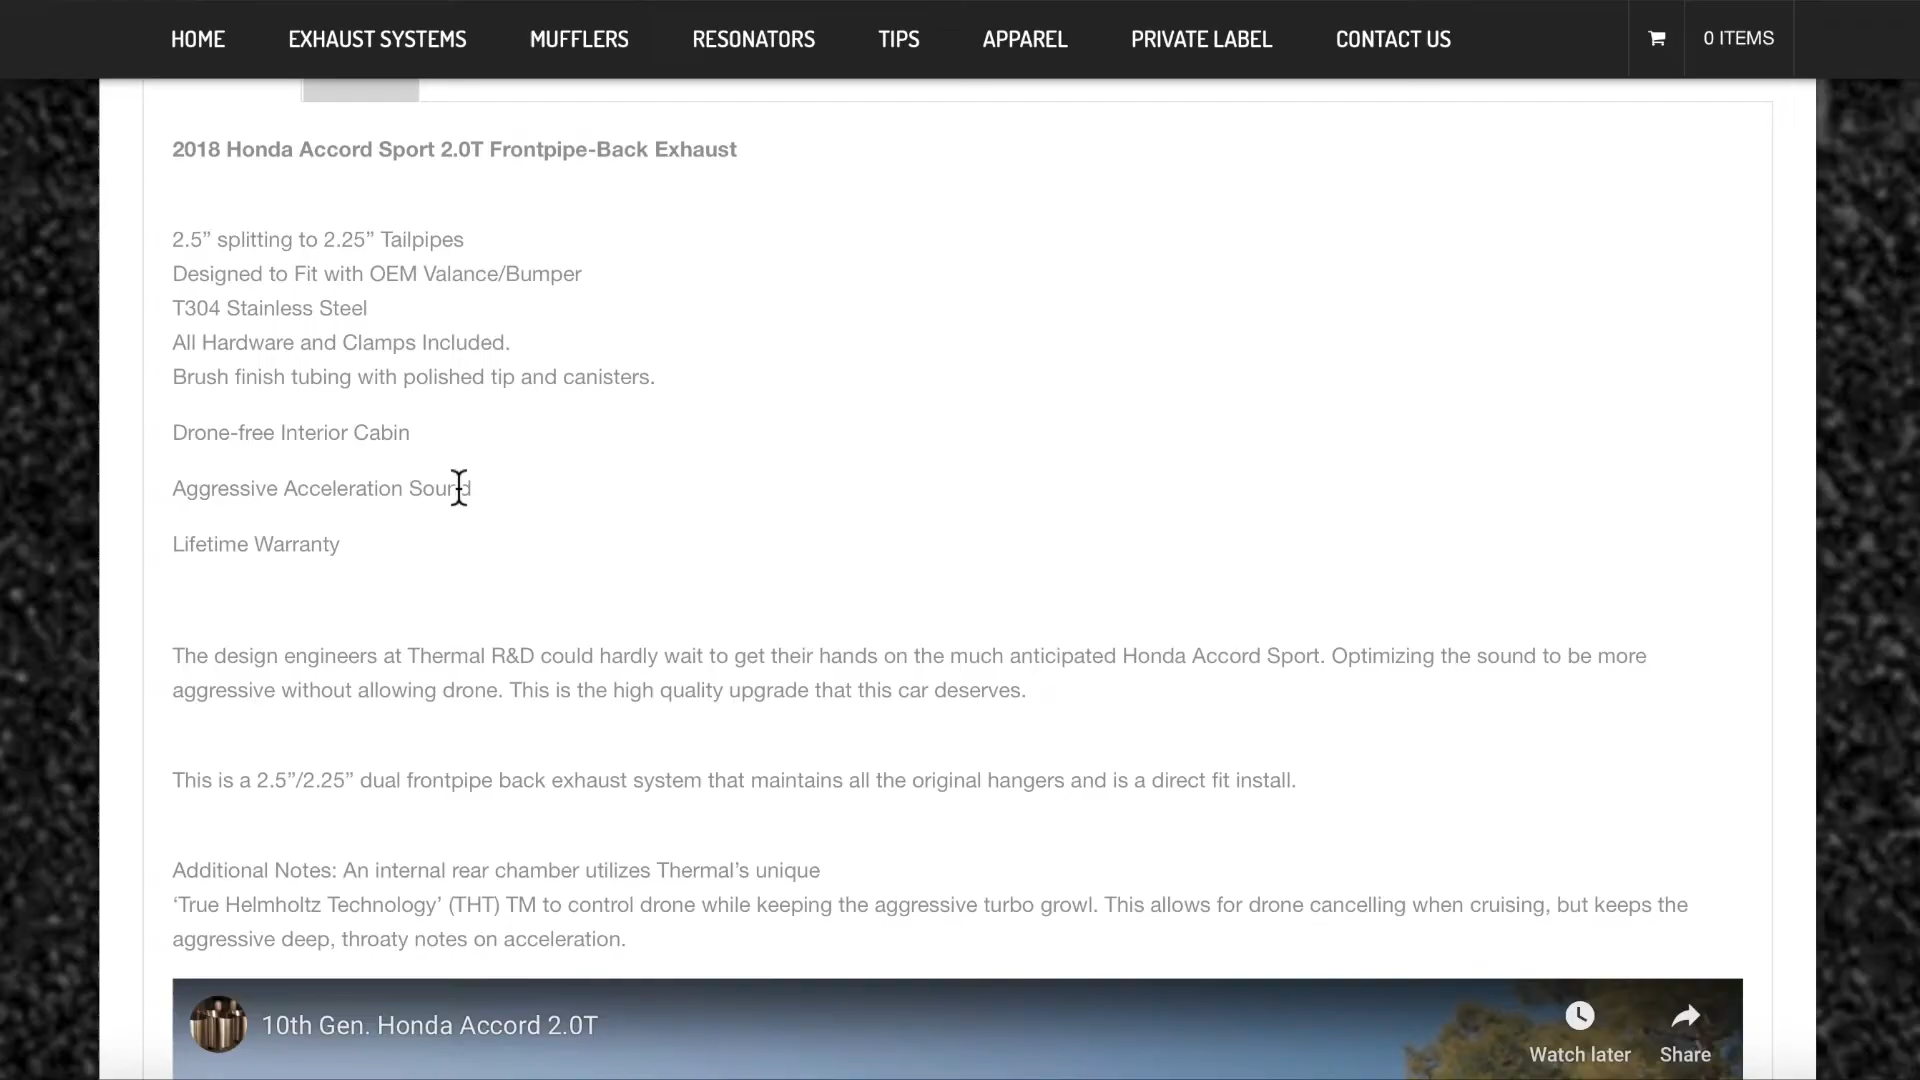 HOME EXHAUST SYSTEMS MUFFLERS RESONATORS TIPS APPAREL PRIVATE LABEL CONTACT US 0 ITEMS
2018 Honda Accord Sport 2.0T Frontpipe-Back Exhaust
2.5” splitting to 2.25” Tailpipes
Designed to Fit with OEM Valance/Bumper
T304 Stainless Steel
All Hardware and Clamps Included.
Brush finish tubing with polished tip and canisters.
Drone-free Interior Cabin
Aggressive Acceleration Sound
Lifetime Warranty
The design engineers at Thermal R&D could hardly wait to get their hands on the much anticipated Honda Accord Sport. Optimizing the sound to be more
aggressive without allowing drone. This is the high quality upgrade that this car deserves.
This is a 2.5”/2.25” dual frontpipe back exhaust system that maintains all the original hangers and is a direct fit install.
Additional Notes: An internal rear chamber utilizes Thermal’s unique
‘True Helmholtz Technology’ (THT) TM to control drone while keeping the aggressive turbo growl. This allows for drone cancelling when cruising, but keeps the
aggressive deep, throaty notes on acceleration.
10th Gen. Honda Accord 2.0T
Watch later Share